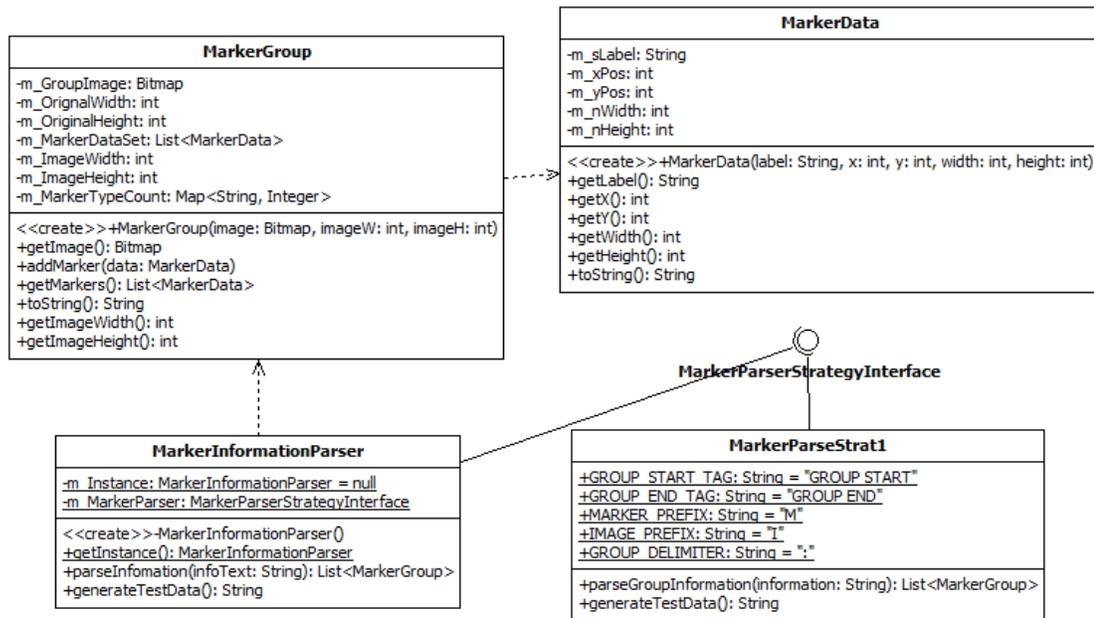 MarkerGroup
-m_GroupImage: Bitmap
-m_OrignalWidth: int
-m_OriginalHeight: int
-m_MarkerDataSet: List<MarkerData>
-m_ImageWidth: int
-m_ImageHeight: int
-m_MarkerTypeCount: Map<String, Integer>
<<create>>+MarkerGroup(image: Bitmap, imageW: int, imageH: int)
+getImage(): Bitmap
+addMarker(data: MarkerData)
+getMarkers(): List<MarkerData>
+toString(): String
+getImageWidth(): int
+getImageHeight(): int
MarkerData
-m_sLabel: String
-m_xPos: int
-m_yPos: int
-m_nWidth: int
-m_nHeight: int
<<create>>+MarkerData(label: String, x: int, y: int, width: int, height: int)
+getLabel(): String
+getX(): int
+getY(): int
+getWidth(): int
+getHeight(): int
+toString(): String
MarkerParserStrategyInterface
MarkerInformationParser
-m_Instance: MarkerInformationParser = null
-m_MarkerParser: MarkerParserStrategyInterface
<<create>>-MarkerInformationParser()
+getInstance(): MarkerInformationParser
+parseInfomation(infoText: String): List<MarkerGroup>
+generateTestData(): String
MarkerParseStrat1
+GROUP_START_TAG: String = "GROUP START"
+GROUP_END_TAG: String = "GROUP END"
+MARKER_PREFIX: String = "M"
+IMAGE_PREFIX: String = "I"
+GROUP_DELIMITER: String = ":"
+parseGroupInformation(information: String): List<MarkerGroup>
+generateTestData(): String